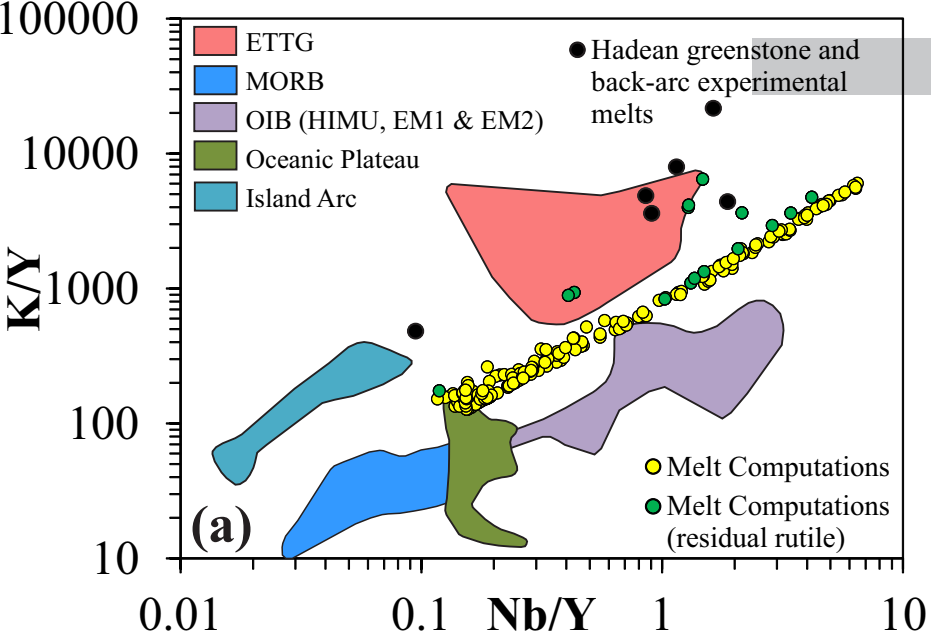 100000
10000
1000
100
10
K/Y
ETTG
MORB
OIB (HIMU, EM1 & EM2)
Oceanic Plateau
Island Arc
Hadean greenstone and
back-arc experimental
melts
Melt Computations
Melt Computations
(residual rutile)
(a)
0.01
0.1
Nb/Y
1
10